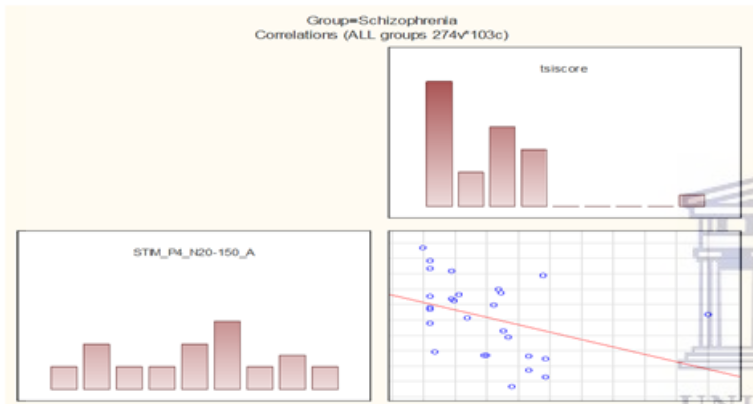 Group=Schizophrenia
Correlations (ALL groups 274v*103c)
tsiscore
STIM_P4_N20-150_A